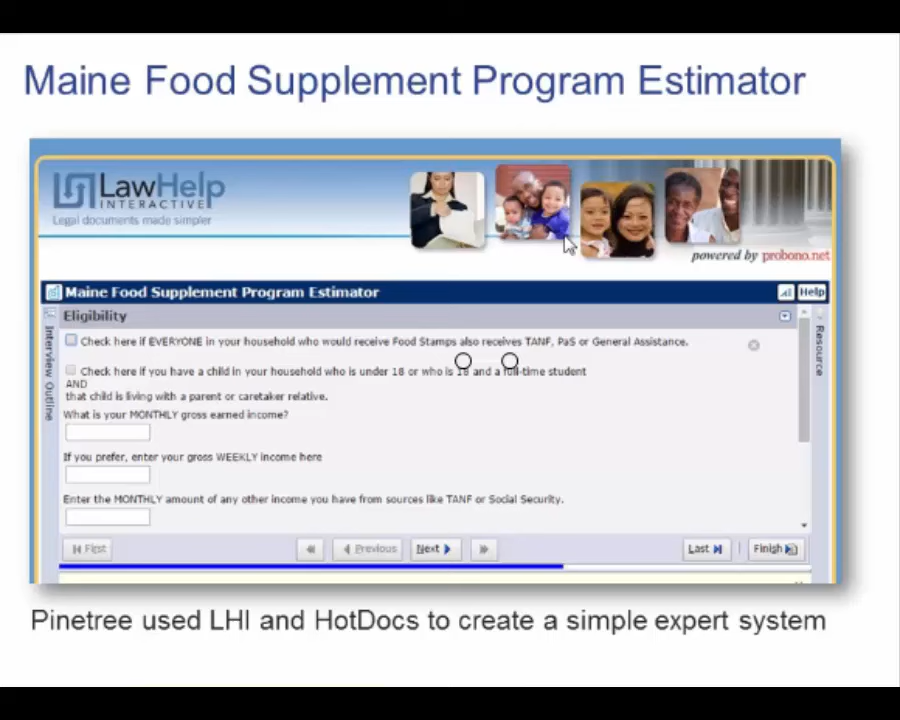 Maine Food Supplement Program Estimator
LawHelp
INTERACTIVE
Legal documents made simpler
powered by probono.net
Maine Food Supplement Program Estimator
Help
Eligibility
Interview Outline
Resource
Check here if EVERYONE in your household who would receive Food Stamps also receives TANF, PaS or General Assistance.
Check here if you have a child in your household who is under 18 or who is 18 and a full-time student
AND
that child is living with a parent or caretaker relative.
What is your MONTHLY gross earned income?
If you prefer, enter your gross WEEKLY income here
Enter the MONTHLY amount of any other income you have from sources like TANF or Social Security.
First Previous Next Last Finish
Pinetree used LHI and HotDocs to create a simple expert system